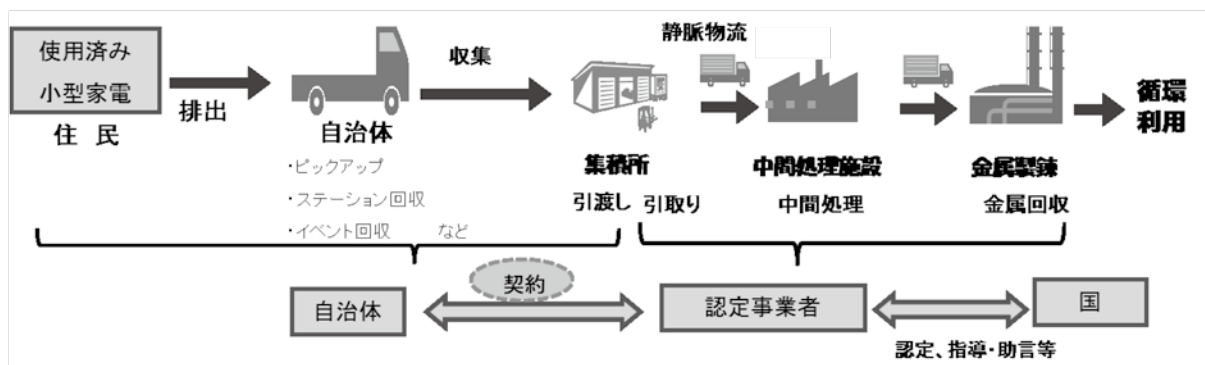 使用済み
小型家電
住 民
排出
自治体
・ピックアップ
・ステーション回収
・イベント回収 など
収集
集積所
引渡し
静脈物流
引取り
中間処理施設
中間処理
金属製錬
金属回収
循環
利用
自治体
契約
認定事業者
認定、指導・助言等
国